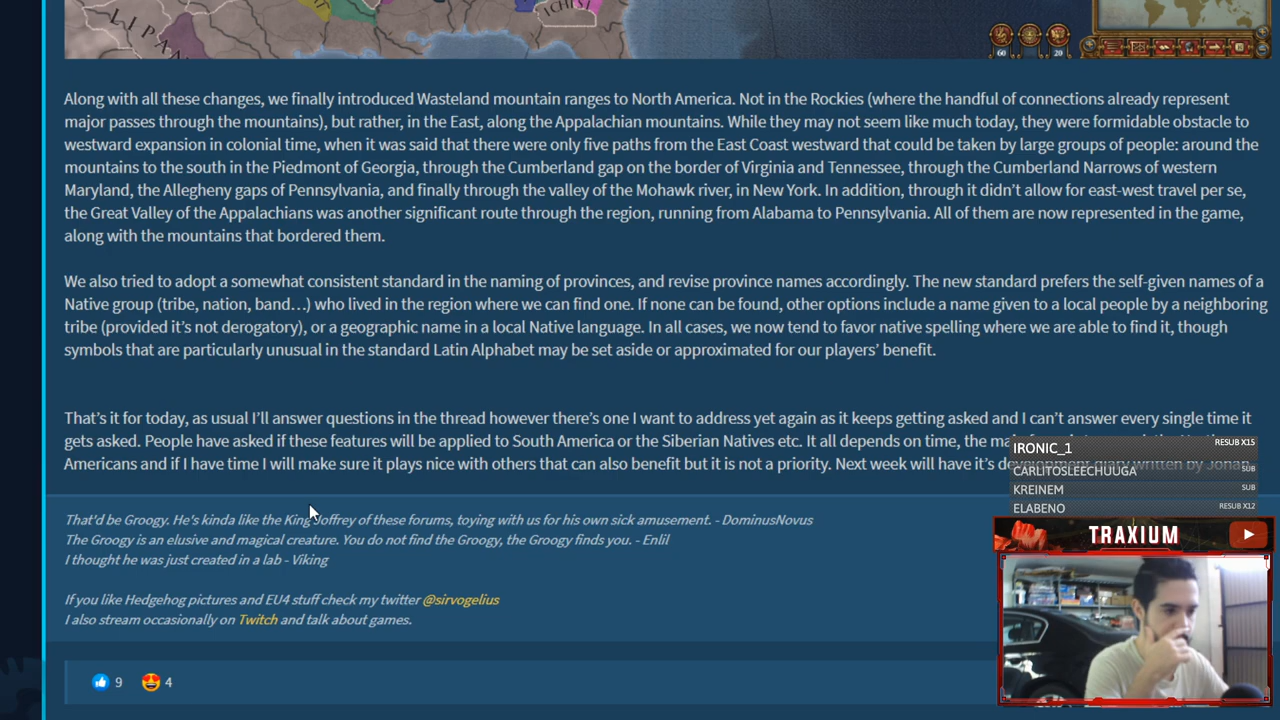 LIPAN
ICHESI
60
20
Along with all these changes, we finally introduced Wasteland mountain ranges to North America. Not in the Rockies (where the handful of connections already represent
major passes through the mountains), but rather, in the East, along the Appalachian mountains. While they may not seem like much today, they were formidable obstacle to
westward expansion in colonial time, when it was said that there were only five paths from the East Coast westward that could be taken by large groups of people: around the
mountains to the south in the Piedmont of Georgia, through the Cumberland gap on the border of Virginia and Tennessee, through the Cumberland Narrows of western
Maryland, the Allegheny gaps of Pennsylvania, and finally through the valley of the Mohawk river, in New York. In addition, through it didn't allow for east-west travel per se,
the Great Valley of the Appalachians was another significant route through the region, running from Alabama to Pennsylvania. All of them are now represented in the game,
along with the mountains that bordered them.
We also tried to adopt a somewhat consistent standard in the naming of provinces, and revise province names accordingly. The new standard prefers the self-given names of a
Native group (tribe, nation, band…) who lived in the region where we can find one. If none can be found, other options include a name given to a local people by a neighboring
tribe (provided it's not derogatory), or a geographic name in a local Native language. In all cases, we now tend to favor native spelling where we are able to find it, though
symbols that are particularly unusual in the standard Latin Alphabet may be set aside or approximated for our players' benefit.
That's it for today, as usual I'll answer questions in the thread however there's one I want to address yet again as it keeps getting asked and I can't answer every single time it
gets asked. People have asked if these features will be applied to South America or the Siberian Natives etc. It all depends on time, the
Americans and if I have time I will make sure it plays nice with others that can also benefit but it is not a priority. Next week will have it's development diary written by Johan
IRONIC_1 RESUB X15
CARLITOSLEECHUUGA SUB
KREINEM SUB
ELABENO RESUB X12
TRAXIUM
That'd be Groogy. He's kinda like the King Joffrey of these forums, toying with us for his own sick amusement. - DominusNovus
The Groogy is an elusive and magical creature. You do not find the Groogy, the Groogy finds you. - Enlil
I thought he was just created in a lab - Viking
If you like Hedgehog pictures and EU4 stuff check my twitter @sirvogelius
I also stream occasionally on Twitch and talk about games.
9 4